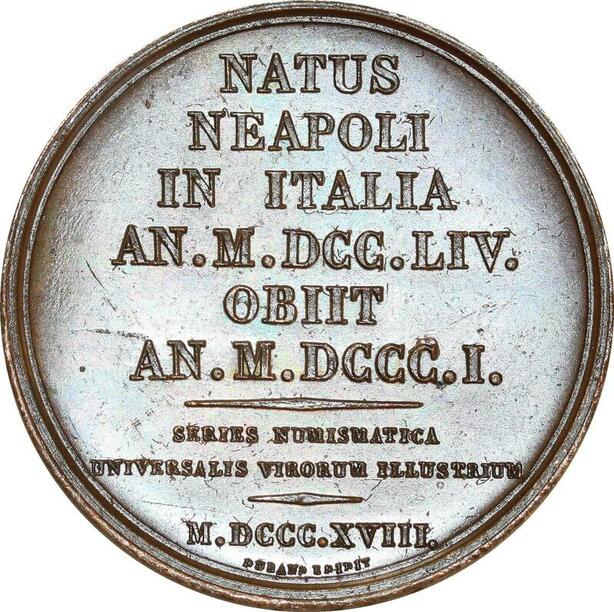 NATUS
NEAPOLI
IN ITALIA
AN.M.DCC.LIV.
OBIIT
AN.M.DCCC.I.
SERIES NUMISMATICA
UNIVERSALIS VIRORUM ILLUSTRIUM
M.DCCC.XVIII.
DURAND EDIDIT